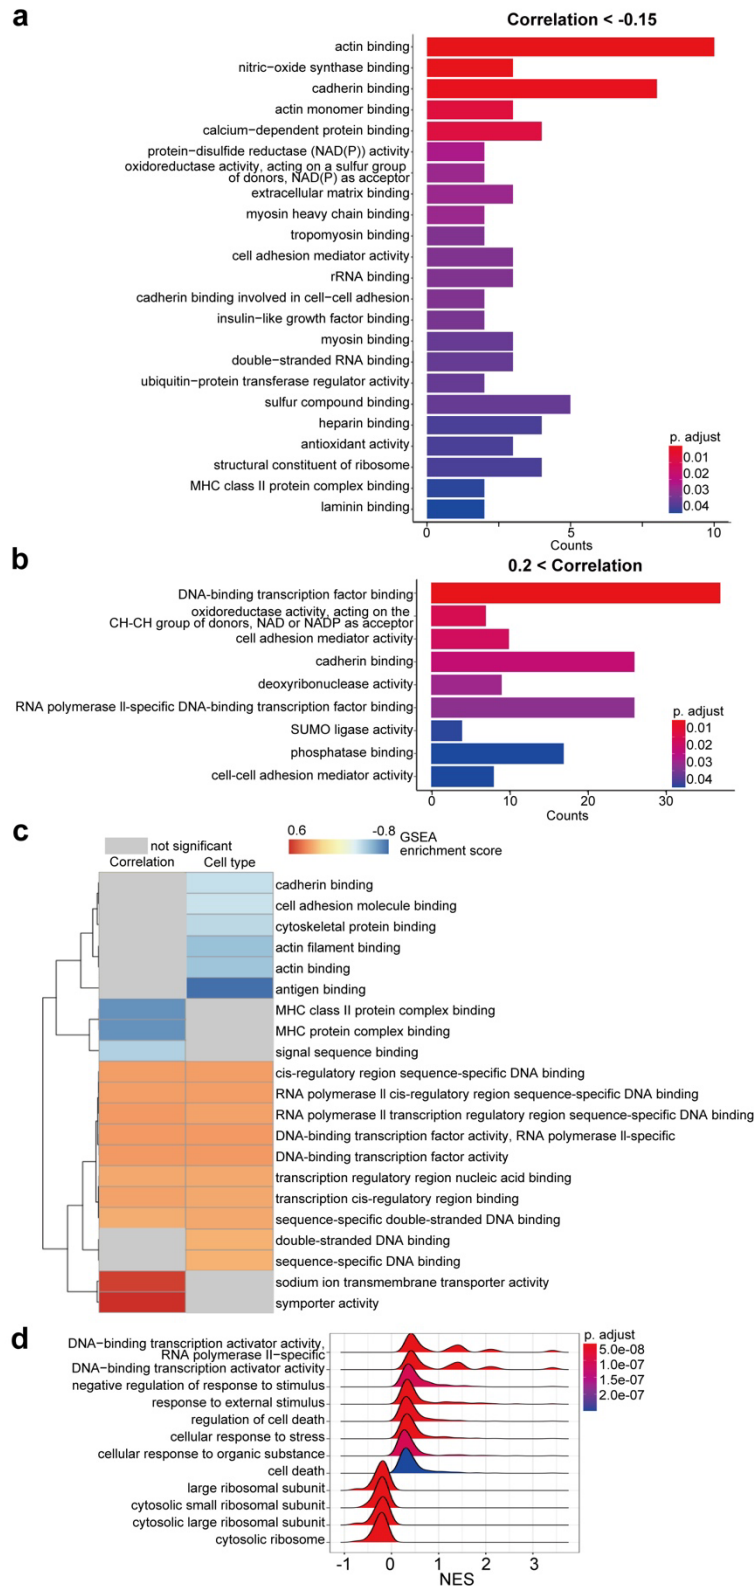 a
Correlation < -0.15
actin binding
nitric-oxide synthase binding
cadherin binding
actin monomer binding
calcium-dependent protein binding
protein-disulfide reductase (NAD(P)) activity
oxidoreductase activity, acting on a sulfur group
of donors, NAD(P) as acceptor
extracellular matrix binding
myosin heavy chain binding
tropomyosin binding
cell adhesion mediator activity
rRNA binding
cadherin binding involved in cell-cell adhesion
insulin-like growth factor binding
myosin binding
double-stranded RNA binding
ubiquitin-protein transferase regulator activity
sulfur compound binding
heparin binding
antioxidant activity
structural constituent of ribosome
MHC class II protein complex binding
laminin binding
p. adjust
0.01
0.02
0.03
0.04
0 5 10
Counts
b
0.2 < Correlation
DNA-binding transcription factor binding
oxidoreductase activity, acting on the
CH-CH group of donors, NAD or NADP as acceptor
cell adhesion mediator activity
cadherin binding
deoxyribonuclease activity
RNA polymerase II-specific DNA-binding transcription factor binding
SUMO ligase activity
phosphatase binding
cell-cell adhesion mediator activity
p. adjust
0.01
0.02
0.03
0.04
0 10 20 30
Counts
c
not significant
0.6 -0.8
GSEA
enrichment score
Correlation Cell type
cadherin binding
cell adhesion molecule binding
cytoskeletal protein binding
actin filament binding
actin binding
antigen binding
MHC class II protein complex binding
MHC protein complex binding
signal sequence binding
cis-regulatory region sequence-specific DNA binding
RNA polymerase II cis-regulatory region sequence-specific DNA binding
RNA polymerase II transcription regulatory region sequence-specific DNA binding
DNA-binding transcription factor activity, RNA polymerase II-specific
DNA-binding transcription factor activity
transcription regulatory region nucleic acid binding
transcription cis-regulatory region binding
sequence-specific double-stranded DNA binding
double-stranded DNA binding
sequence-specific DNA binding
sodium ion transmembrane transporter activity
symporter activity
d
DNA-binding transcription activator activity,
RNA polymerase II-specific
DNA-binding transcription activator activity
negative regulation of response to stimulus
response to external stimulus
regulation of cell death
cellular response to stress
cellular response to organic substance
cell death
large ribosomal subunit
cytosolic small ribosomal subunit
cytosolic large ribosomal subunit
cytosolic ribosome
p. adjust
5.0e-08
1.0e-07
1.5e-07
2.0e-07
-1 0 1 2 3
NES